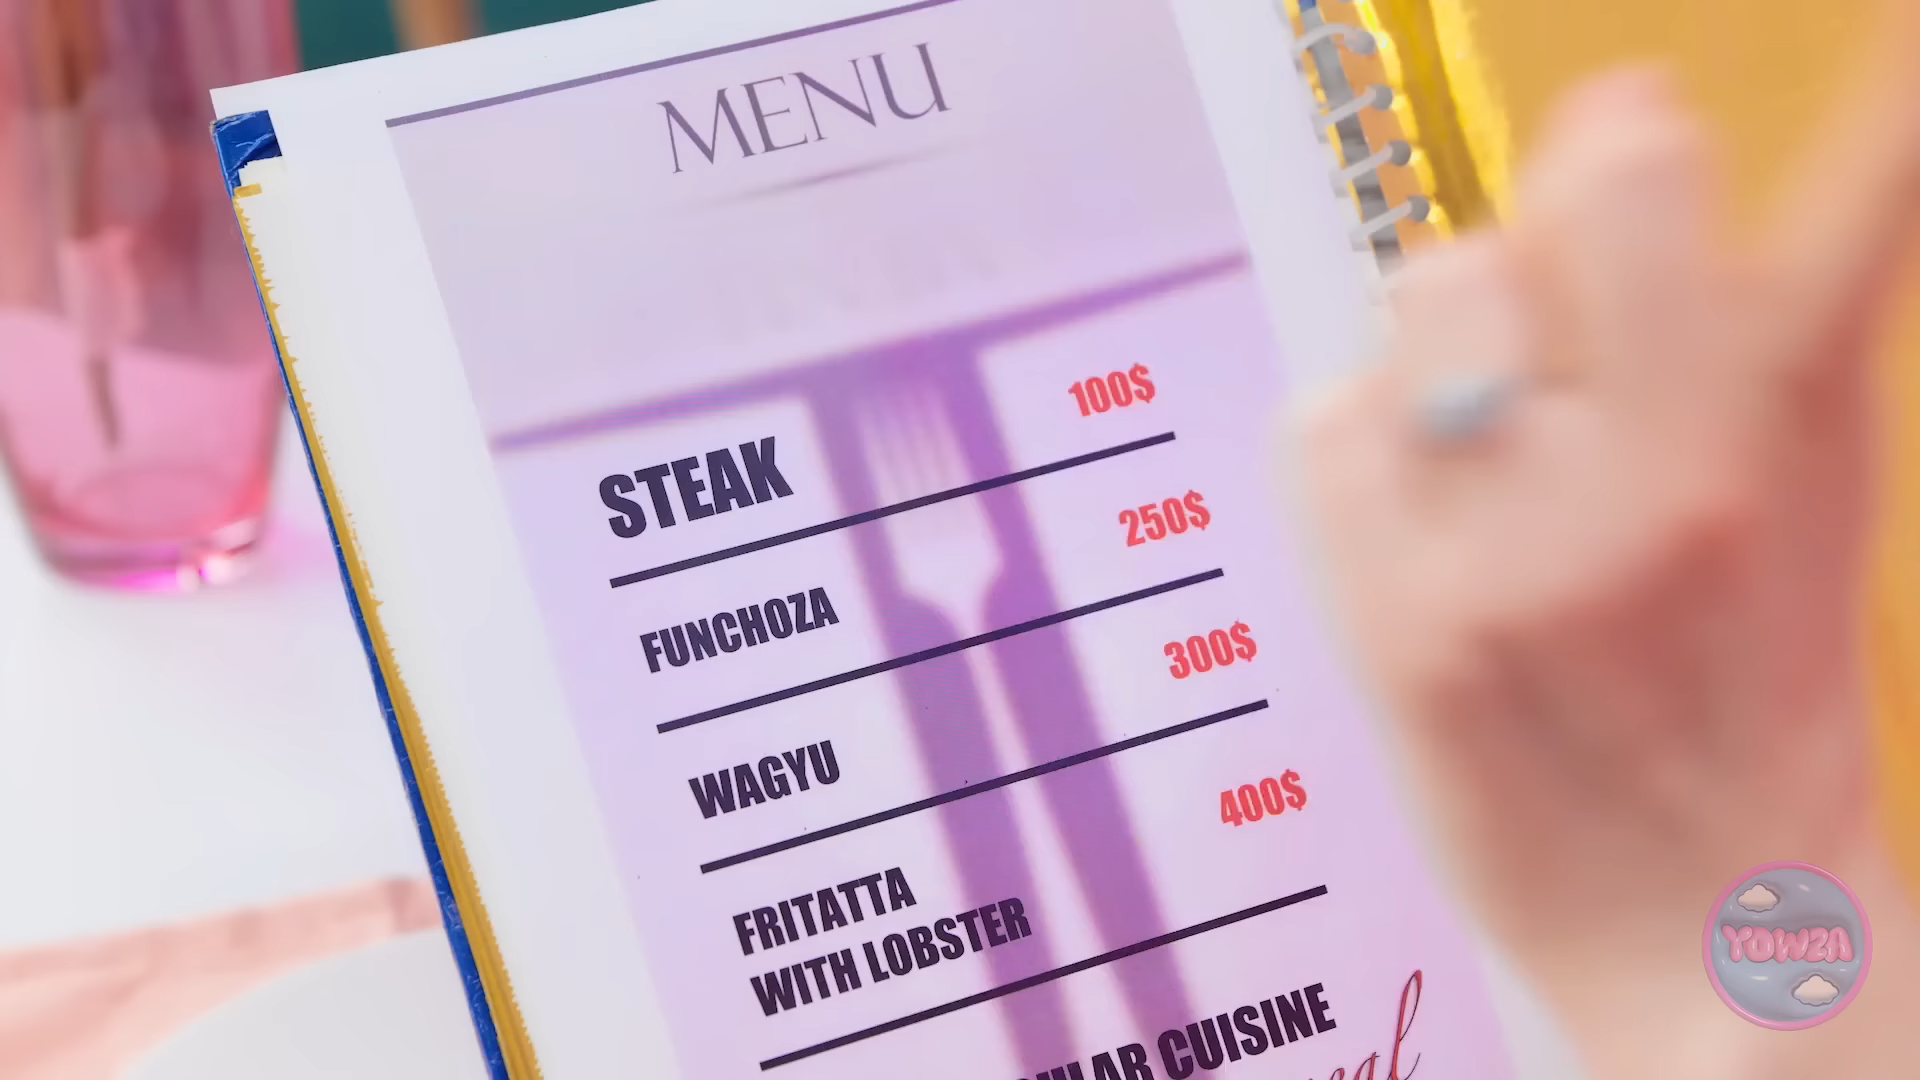 MENU
100$
STEAK
250$
FUNCHOZA
300$
WAGYU
400$
FRITATTA
WITH LOBSTER
CUISINE
YOWZA